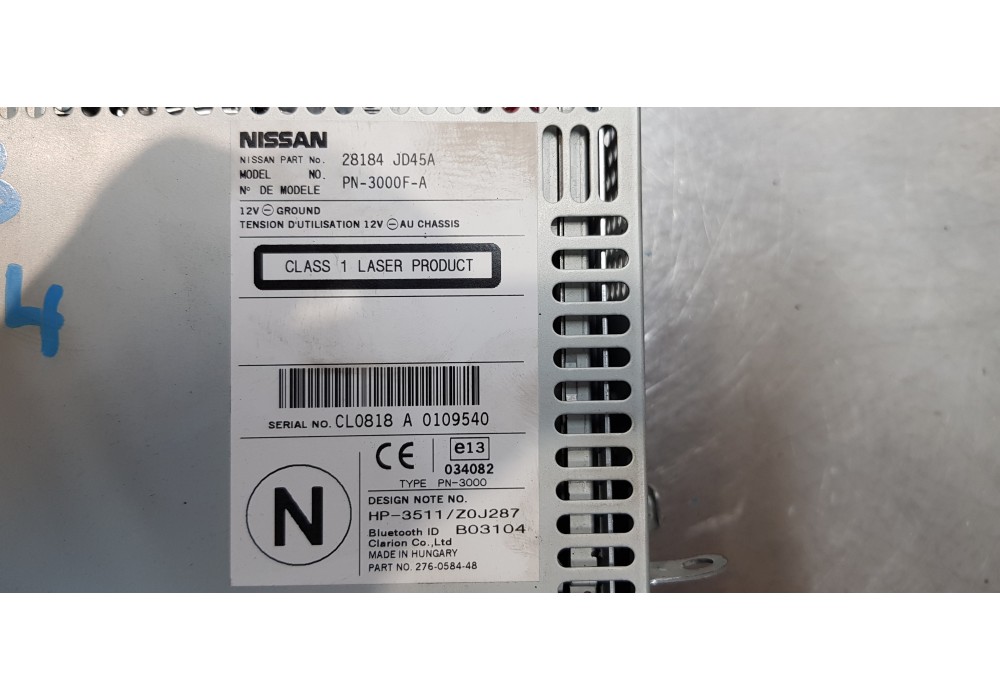 NISSAN
NISSAN PART No. 28184 JD45A
MODEL NO. PN-3000F-A
Nº DE MODELE
12V ⊖ GROUND
TENSION D'UTILISATION 12V ⊖ AU CHASSIS
CLASS 1 LASER PRODUCT
SERIAL NO. CL0818 A 0109540
CE e13
034082
TYPE PN-3000
N
DESIGN NOTE NO.
HP-3511/Z0J287
Bluetooth ID B03104
Clarion Co.,Ltd
MADE IN HUNGARY
PART NO. 276-0584-48
4